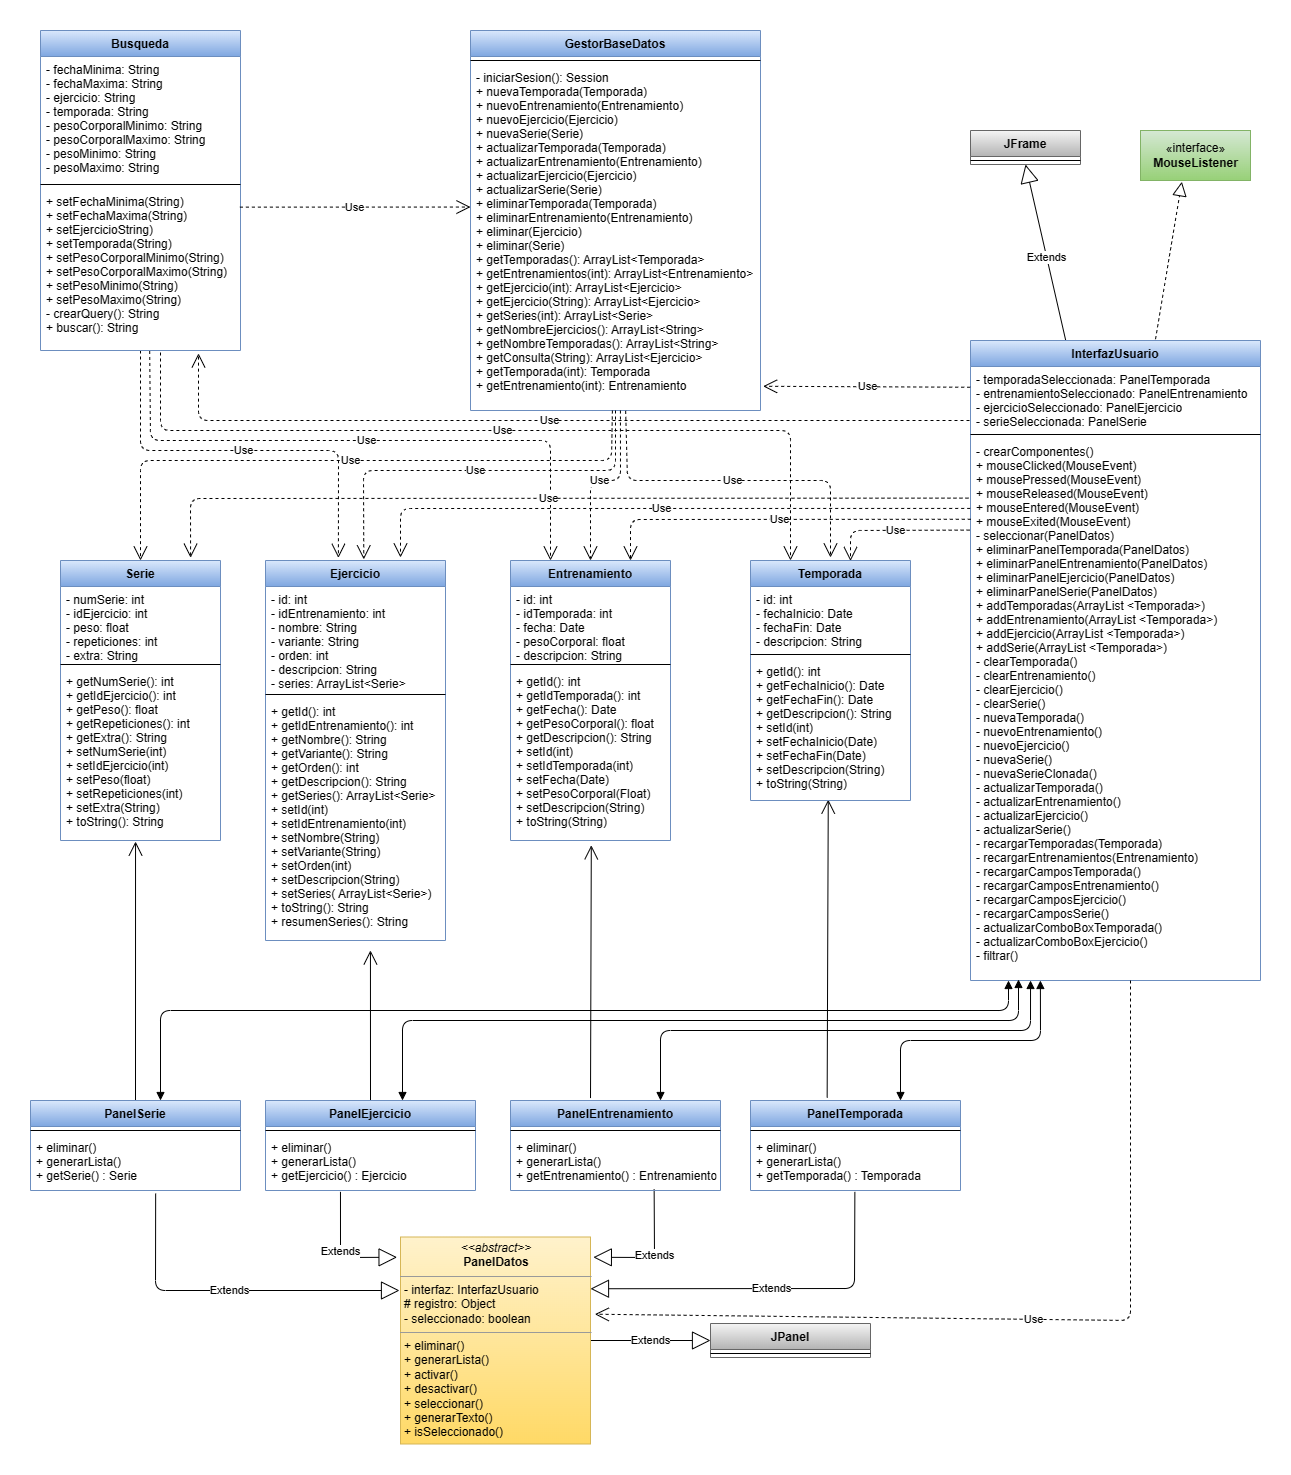 Busqueda
- fechaMinima: String
- fechaMaxima: String
- ejercicio: String
- temporada: String
- pesoCorporalMinimo: String
- pesoCorporalMaximo: String
- pesoMinimo: String
- pesoMaximo: String
+ setFechaMinima(String)
+ setFechaMaxima(String)
+ setEjercicioString)
+ setTemporada(String)
+ setPesoCorporalMinimo(String)
+ setPesoCorporalMaximo(String)
+ setPesoMinimo(String)
+ setPesoMaximo(String)
- crearQuery(): String
+ buscar(): String
Use
GestorBaseDatos
- iniciarSesion(): Session
+ nuevaTemporada(Temporada)
+ nuevoEntrenamiento(Entrenamiento)
+ nuevoEjercicio(Ejercicio)
+ nuevaSerie(Serie)
+ actualizarTemporada(Temporada)
+ actualizarEntrenamiento(Entrenamiento)
+ actualizarEjercicio(Ejercicio)
+ actualizarSerie(Serie)
+ eliminarTemporada(Temporada)
+ eliminarEntrenamiento(Entrenamiento)
+ eliminar(Ejercicio)
+ eliminar(Serie)
+ getTemporadas(): ArrayList<Temporada>
+ getEntrenamientos(int): ArrayList<Entrenamiento>
+ getEjercicio(int): ArrayList<Ejercicio>
+ getEjercicio(String): ArrayList<Ejercicio>
+ getSeries(int): ArrayList<Serie>
+ getNombreEjercicios(): ArrayList<String>
+ getNombreTemporadas(): ArrayList<String>
+ getConsulta(String): ArrayList<Ejercicio>
+ getTemporada(int): Temporada
+ getEntrenamiento(int): Entrenamiento
JFrame
«interface»
MouseListener
Extends
InterfazUsuario
- temporadaSeleccionada: PanelTemporada
- entrenamientoSeleccionado: PanelEntrenamiento
- ejercicioSeleccionado: PanelEjercicio
- serieSeleccionada: PanelSerie
- crearComponentes()
+ mouseClicked(MouseEvent)
+ mousePressed(MouseEvent)
+ mouseReleased(MouseEvent)
+ mouseEntered(MouseEvent)
+ mouseExited(MouseEvent)
- seleccionar(PanelDatos)
+ eliminarPanelTemporada(PanelDatos)
+ eliminarPanelEntrenamiento(PanelDatos)
+ eliminarPanelEjercicio(PanelDatos)
+ eliminarPanelSerie(PanelDatos)
+ addTemporadas(ArrayList <Temporada>)
+ addEntrenamiento(ArrayList <Temporada>)
+ addEjercicio(ArrayList <Temporada>)
+ addSerie(ArrayList <Temporada>)
- clearTemporada()
- clearEntrenamiento()
- clearEjercicio()
- clearSerie()
- nuevaTemporada()
- nuevoEntrenamiento()
- nuevoEjercicio()
- nuevaSerie()
- nuevaSerieClonada()
- actualizarTemporada()
- actualizarEntrenamiento()
- actualizarEjercicio()
- actualizarSerie()
- recargarTemporadas(Temporada)
- recargarEntrenamientos(Entrenamiento)
- recargarCamposTemporada()
- recargarCamposEntrenamiento()
- recargarCamposEjercicio()
- recargarCamposSerie()
- actualizarComboBoxTemporada()
- actualizarComboBoxEjercicio()
- filtrar()
Use
Use
Use
Use
Use
Use
Use
Use
Use
Use
Use
Use
Use
Serie
- numSerie: int
- idEjercicio: int
- peso: float
- repeticiones: int
- extra: String
+ getNumSerie(): int
+ getIdEjercicio(): int
+ getPeso(): float
+ getRepeticiones(): int
+ getExtra(): String
+ setNumSerie(int)
+ setIdEjercicio(int)
+ setPeso(float)
+ setRepeticiones(int)
+ setExtra(String)
+ toString(): String
Ejercicio
- id: int
- idEntrenamiento: int
- nombre: String
- variante: String
- orden: int
- descripcion: String
- series: ArrayList<Serie>
+ getId(): int
+ getIdEntrenamiento(): int
+ getNombre(): String
+ getVariante(): String
+ getOrden(): int
+ getDescripcion(): String
+ getSeries(): ArrayList<Serie>
+ setId(int)
+ setIdEntrenamiento(int)
+ setNombre(String)
+ setVariante(String)
+ setOrden(int)
+ setDescripcion(String)
+ setSeries( ArrayList<Serie>)
+ toString(): String
+ resumenSeries(): String
Entrenamiento
- id: int
- idTemporada: int
- fecha: Date
- pesoCorporal: float
- descripcion: String
+ getId(): int
+ getIdTemporada(): int
+ getFecha(): Date
+ getPesoCorporal(): float
+ getDescripcion(): String
+ setId(int)
+ setIdTemporada(int)
+ setFecha(Date)
+ setPesoCorporal(Float)
+ setDescripcion(String)
+ toString(String)
Temporada
- id: int
- fechaInicio: Date
- fechaFin: Date
- descripcion: String
+ getId(): int
+ getFechaInicio(): Date
+ getFechaFin(): Date
+ getDescripcion(): String
+ setId(int)
+ setFechaInicio(Date)
+ setFechaFin(Date)
+ setDescripcion(String)
+ toString(String)
PanelSerie
+ eliminar()
+ generarLista()
+ getSerie() : Serie
PanelEjercicio
+ eliminar()
+ generarLista()
+ getEjercicio() : Ejercicio
PanelEntrenamiento
+ eliminar()
+ generarLista()
+ getEntrenamiento() : Entrenamiento
PanelTemporada
+ eliminar()
+ generarLista()
+ getTemporada() : Temporada
Extends
Extends
Extends
Extends
<<abstract>>
PanelDatos
- interfaz: InterfazUsuario
# registro: Object
- seleccionado: boolean
+ eliminar()
+ generarLista()
+ activar()
+ desactivar()
+ seleccionar()
+ generarTexto()
+ isSeleccionado()
Use
Extends
JPanel